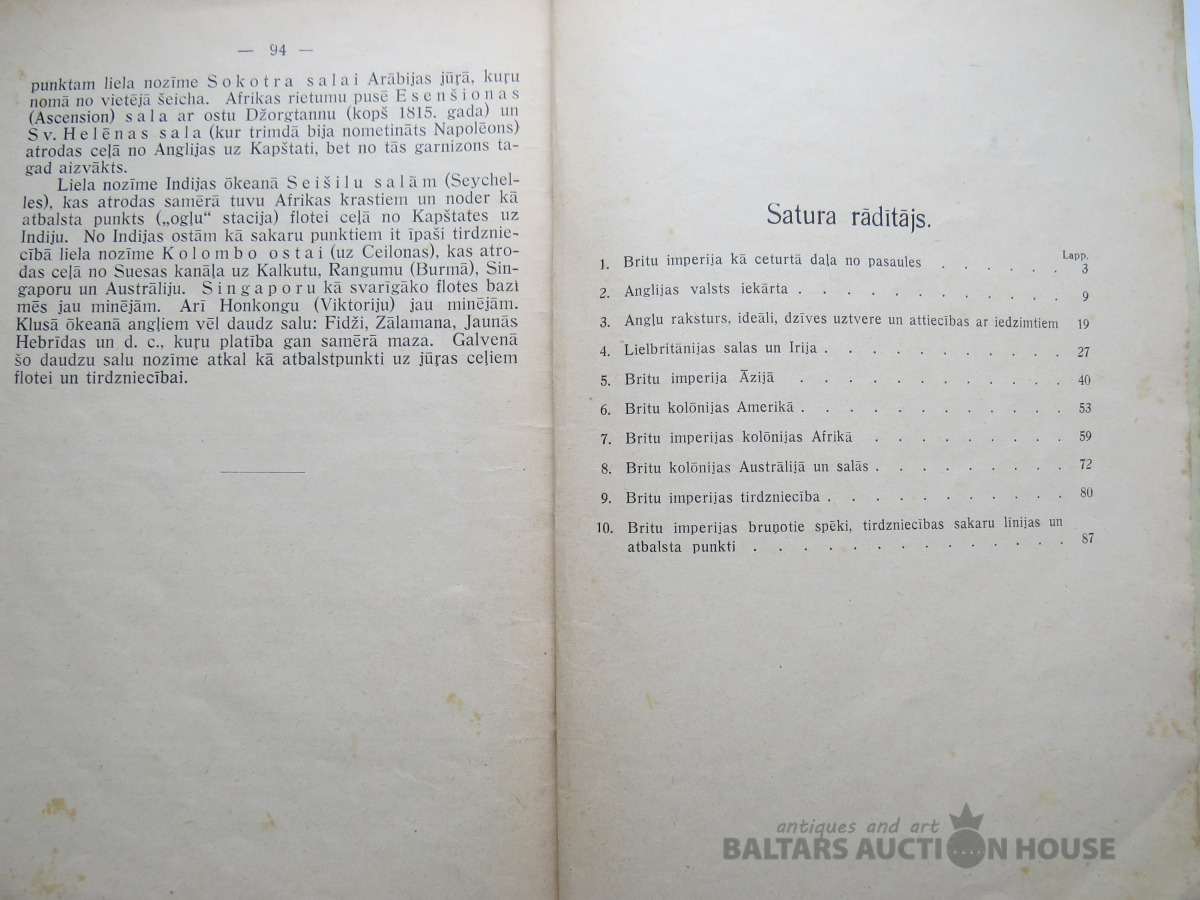 — 94 —
punktam liela nozīme Sokotra salai Arābijas jūŗā, kuŗu
nomā no vietējā šeicha. Afrikas rietumu pusē Esenšionas
(Ascension) sala ar ostu Džorgtannu (kopš 1815. gada) un
Sv. Helēnas sala (kur trimdā bija nometināts Napolēons)
atrodas ceļā no Anglijas uz Kapštati, bet no tās garnizons ta-
gad aizvākts.
Liela nozīme Indijas ōkeanā Seišilu salām (Seychel-
les), kas atrodas samērā tuvu Afrikas krastiem un noder kā
atbalsta punkts („ogļu“ stacija) flotei ceļā no Kapštates uz
Indiju. No Indijas ostām kā sakaru punktiem it īpaši tirdznie-
cībā liela nozīme Kolombo ostai (uz Ceilonas), kas atro-
das ceļā no Suesas kanāļa uz Kalkutu, Rangumu (Burmā), Sin-
gaporu un Austrāliju. Singaporu kā svarīgāko flotes bazi
mēs jau minējām. Arī Honkongu (Viktoriju) jau minējām.
Klusā ōkeanā angļiem vēl daudz salu: Fidži, Zālamana, Jaunās
Hebrīdas un d. c., kuŗu platība gan samērā maza. Galvenā
šo daudzu salu nozīme atkal kā atbalstpunkti uz jūŗas ceļiem
flotei un tirdzniecībai.
Satura rādītājs.
Lapp.
1. Britu imperija kā ceturtā daļa no pasaules . . . . . . 3
2. Anglijas valsts iekārta . . . . . . . . . . . . 9
3. Angļu raksturs, ideāli, dzīves uztvere un attiecības ar iedzimtiem 19
4. Lielbritānijas salas un Irija . . . . . . . . . . . 27
5. Britu imperija Āzijā . . . . . . . . . . . 40
6. Britu kolōnijas Amerikā . . . . . . . . . . . 53
7. Britu imperijas kolōnijas Afrikā . . . . . . . . . 59
8. Britu kolōnijas Austrālijā un salās . . . . . . . . 72
9. Britu imperijas tirdzniecība . . . . . . . . . . 80
10. Britu imperijas bruņotie spēki, tirdzniecības sakaru līnijas un
atbalsta punkti . . . . . . . . . . . . . 87
antiques and art
BALTARS AUCTION HOUSE